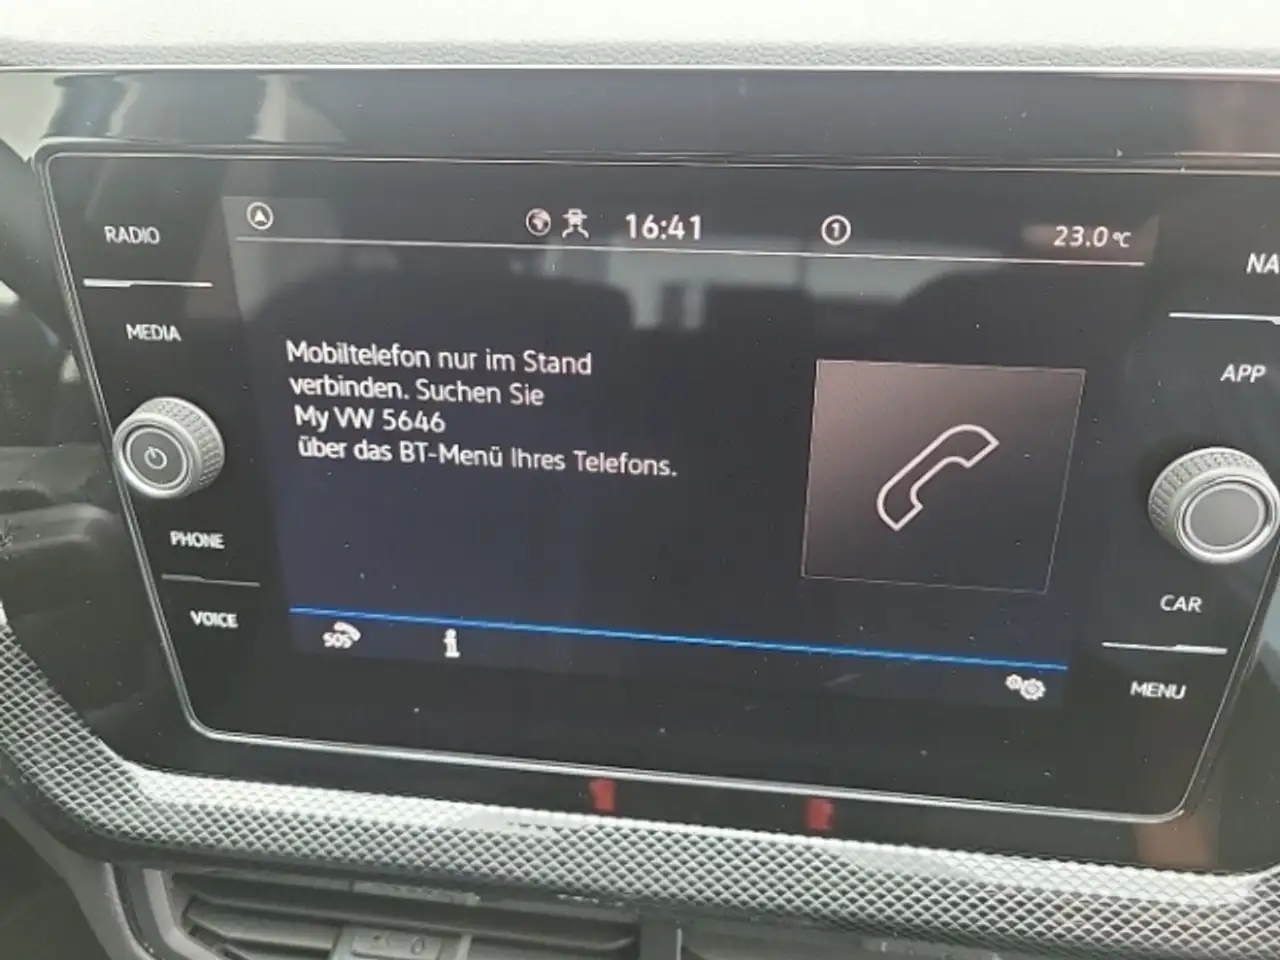 RADIO
MEDIA
PHONE
VOICE
16:41
1
23.0 °C
Mobiltelefon nur im Stand
verbinden. Suchen Sie
My VW 5646
über das BT-Menü Ihres Telefons.
SOS
i
NA
APP
CAR
MENU